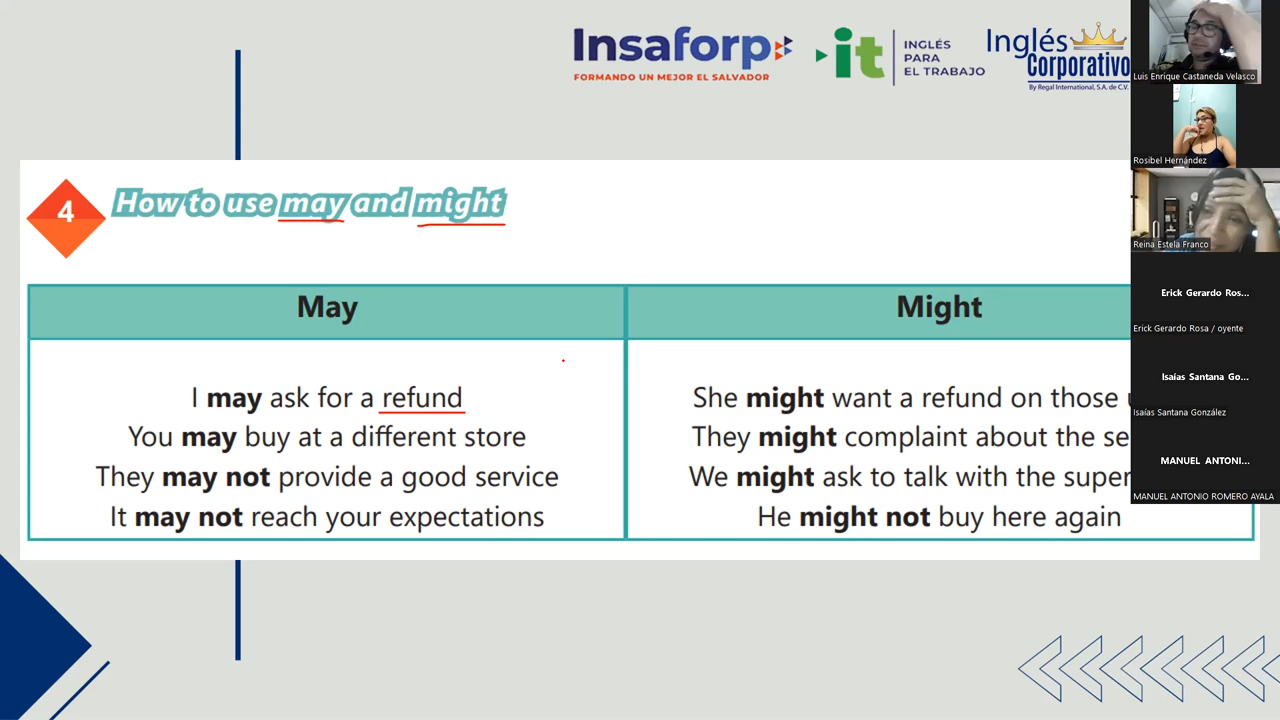 Insaforp
FORMANDO UN MEJOR EL SALVADOR
it
INGLÉS
PARA
EL TRABAJO
Inglés
Corporativo
By Regal International, S.A. de C.V.
4
How to use may and might
May
I may ask for a refund
You may buy at a different store
They may not provide a good service
It may not reach your expectations
Might
She might want a refund on those
They might complaint about the se
We might ask to talk with the super
He might not buy here again
Luis Enrique Castaneda Velasco
Rosibel Hernández
Reina Estela Franco
Erick Gerardo Ros...
Erick Gerardo Rosa / oyente
Isaías Santana Go...
Isaías Santana González
MANUEL ANTONI...
MANUEL ANTONIO ROMERO AYALA